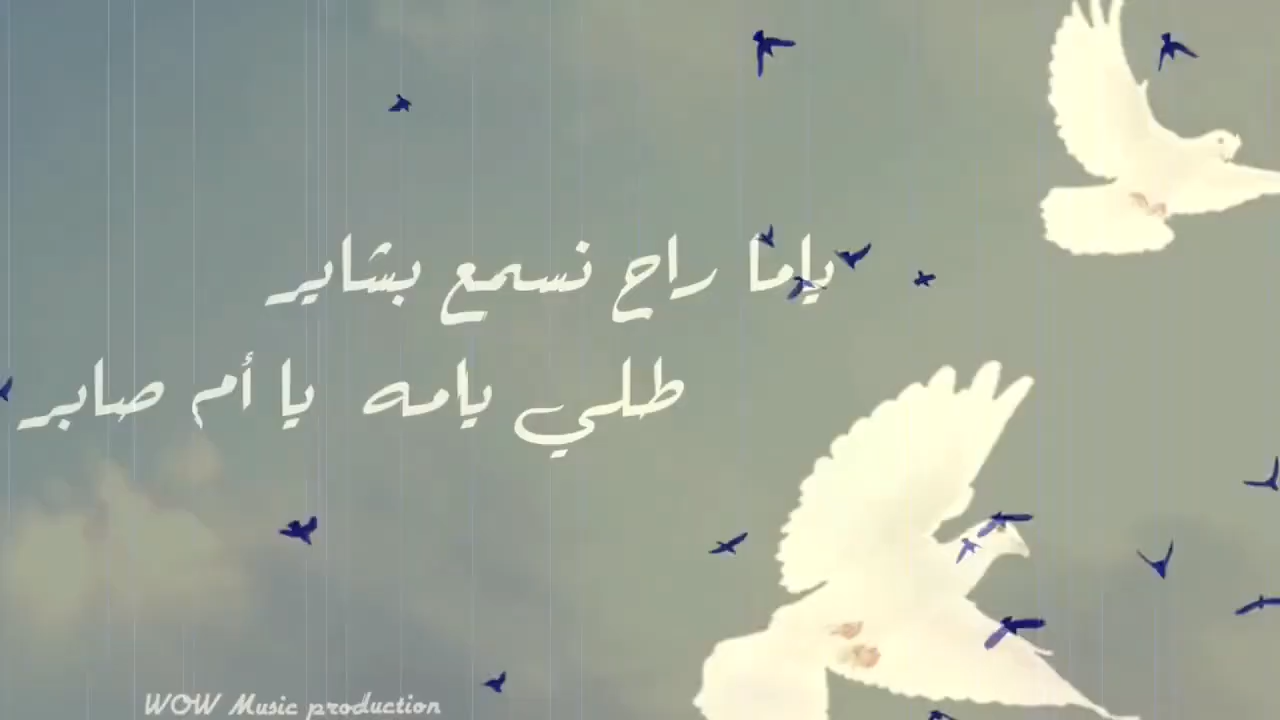 ياما راح نسمع بشاير
طلي يامه يا أم صابر
WOW Music production